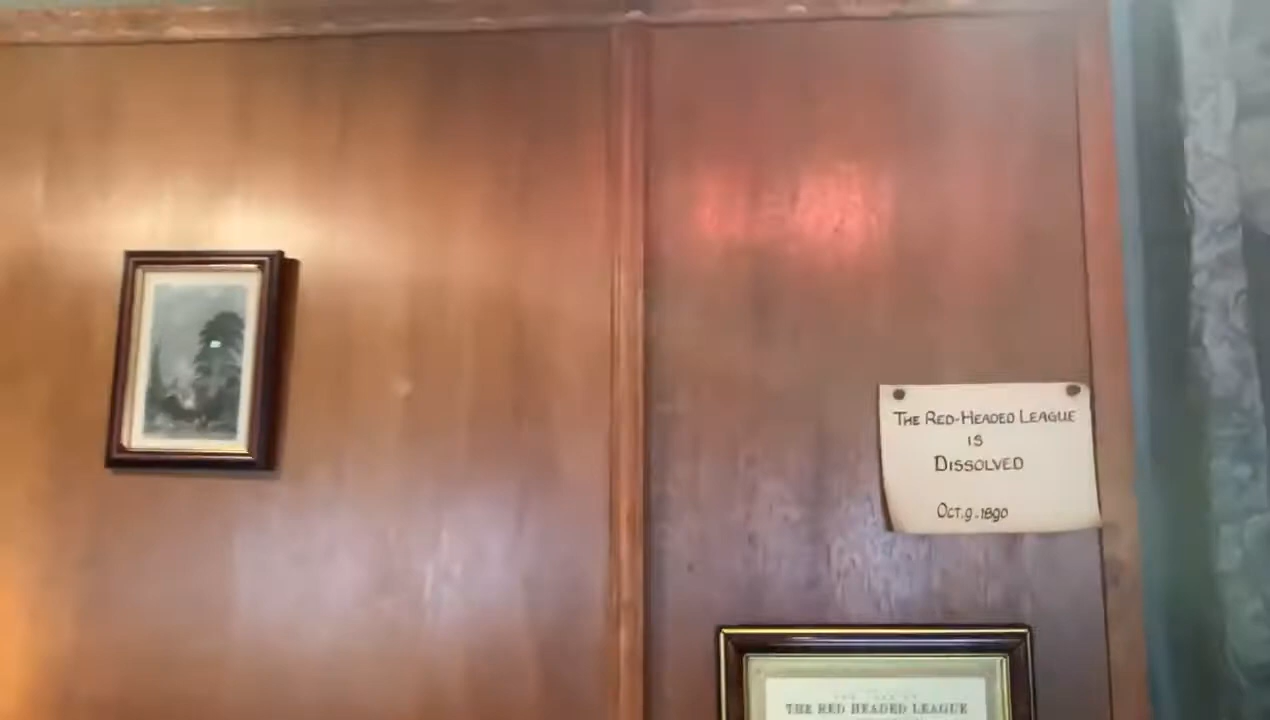 THE RED-HEADED LEAGUE
IS
DISSOLVED
OCT.9.1890
THE RED HEADED LEAGUE